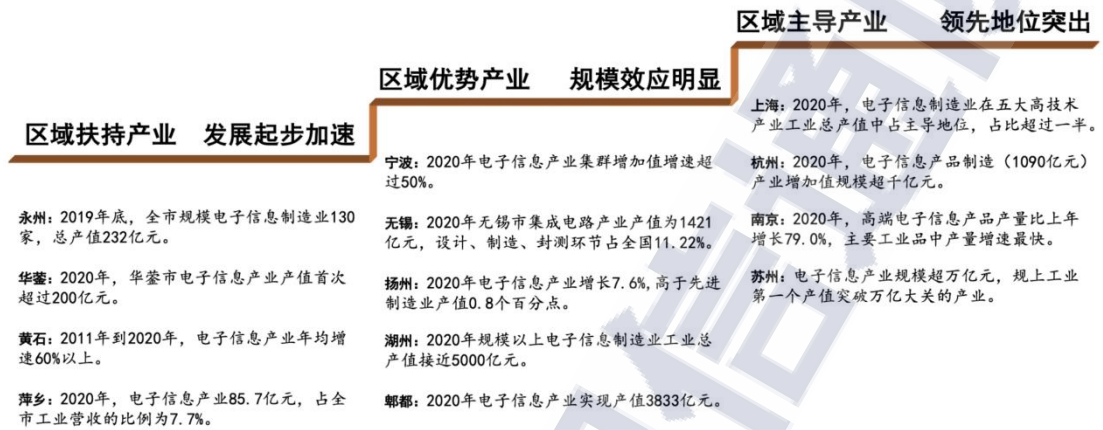 区域扶持产业 发展起步加速
永州：2019年底，全市规模电子信息制造业130
家，总产值232亿元。
华蓥：2020年，华蓥市电子信息产业产值首次
超过200亿元。
黄石：2011年到2020年，电子信息产业年均增
速60%以上。
萍乡：2020年，电子信息产业85.7亿元，占全
市工业营收的比例为7.7%。
区域优势产业 规模效应明显
宁波：2020年电子信息产业集群增加值增速超
过50%。
无锡：2020年无锡市集成电路产业产值为1421
亿元，设计、制造、封测环节占全国11.22%。
扬州：2020年电子信息产业增长7.6%,高于先进
制造业产值0.8个百分点。
湖州：2020年规模以上电子信息制造业工业总
产值接近5000亿元。
郫都：2020年电子信息产业实现产值3833亿元。
区域主导产业 领先地位突出
上海：2020年，电子信息制造业在五大高技术
产业工业总产值中占主导地位，占比超过一半。
杭州：2020年，电子信息产品制造（1090亿元）
产业增加值规模超千亿元。
南京：2020年，高端电子信息产品产量比上年
增长79.0%，主要工业品中产量增速最快。
苏州：电子信息产业规模超万亿元，规上工业
第一个产值突破万亿大关的产业。